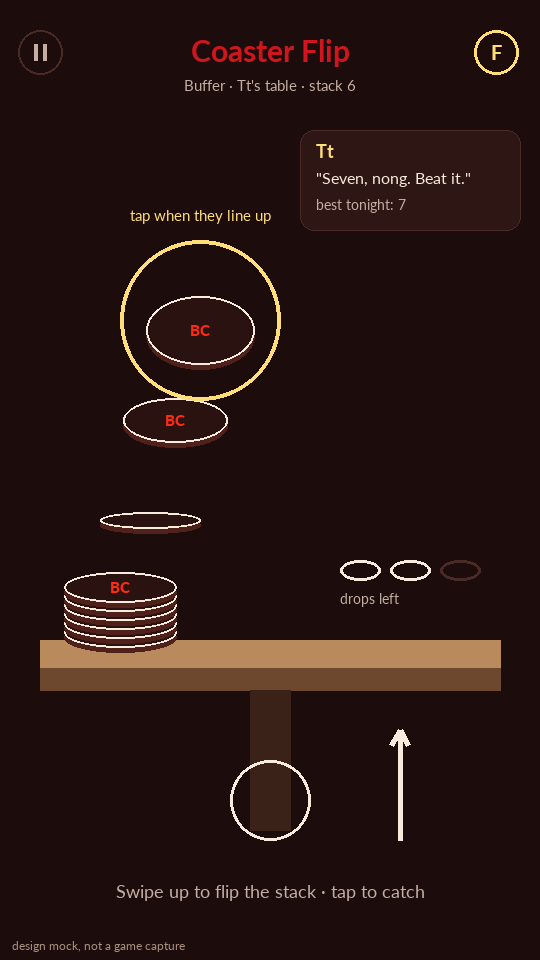 Coaster Flip
F
Buffer · Tt's table · stack 6
Tt
"Seven, nong. Beat it."
best tonight: 7
tap when they line up
BC
BC
BC
drops left
Swipe up to flip the stack · tap to catch
design mock, not a game capture